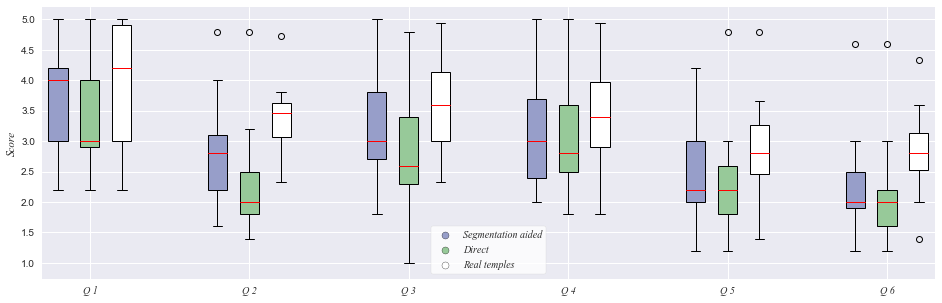 5.0
4.5
4.0
3.5
3.0
2.5
2.0
1.5
1.0
Score
Segmentation aided
Direct
Real temples
Q 1 Q 2 Q 3 Q 4 Q 5 Q 6